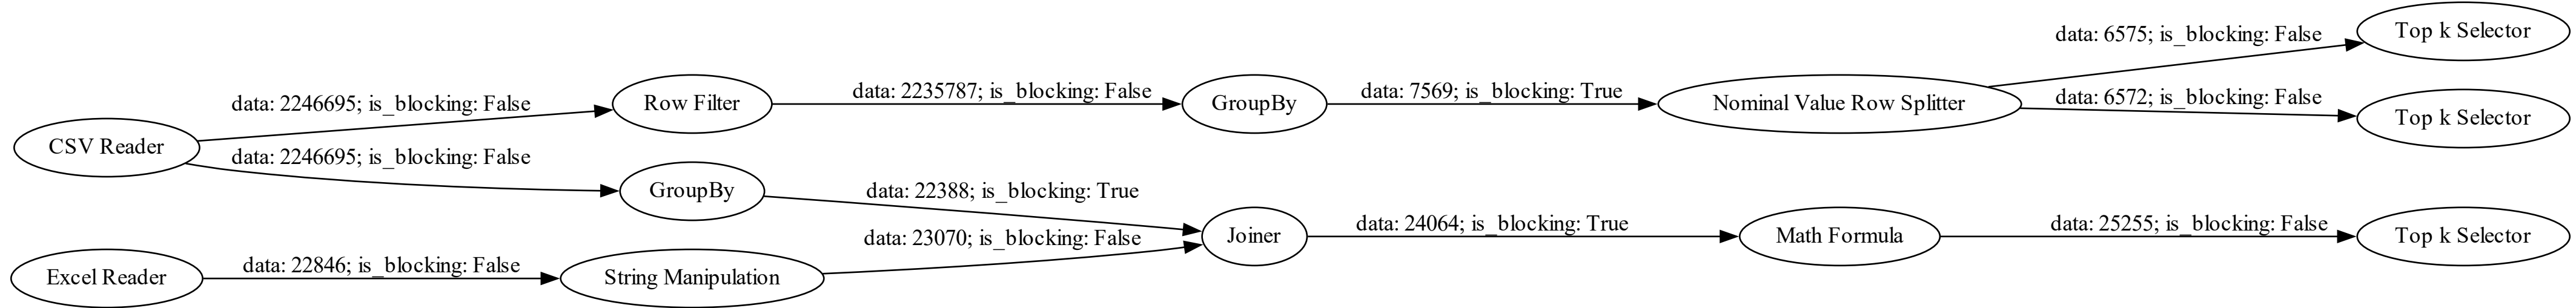 CSV Reader
data: 2246695; is_blocking: False
Row Filter
data: 2235787; is_blocking: False
GroupBy
data: 7569; is_blocking: True
Nominal Value Row Splitter
data: 6575; is_blocking: False
Top k Selector
data: 6572; is_blocking: False
Top k Selector
data: 2246695; is_blocking: False
GroupBy
data: 22388; is_blocking: True
Excel Reader
data: 22846; is_blocking: False
String Manipulation
data: 23070; is_blocking: False
Joiner
data: 24064; is_blocking: True
Math Formula
data: 25255; is_blocking: False
Top k Selector